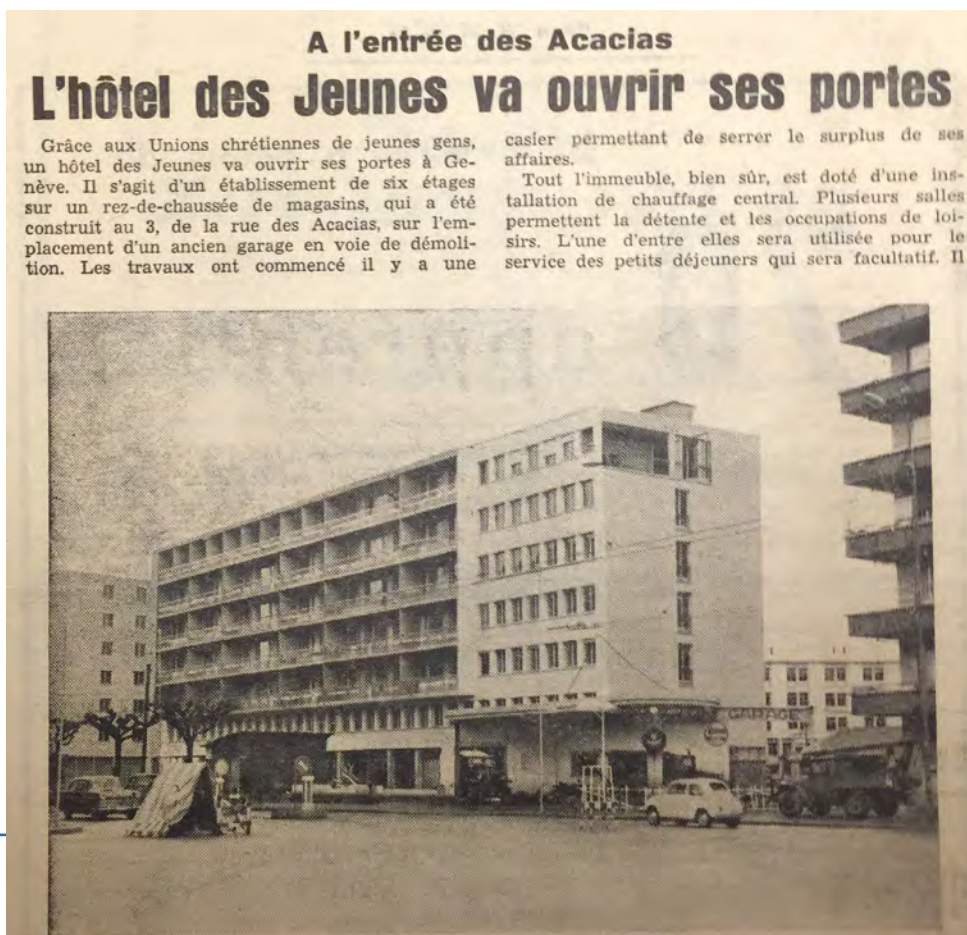 A l'entrée des Acacias
L'hôtel des Jeunes va ouvrir ses portes
Grâce aux Unions chrétiennes de jeunes gens,
un hôtel des Jeunes va ouvrir ses portes à Ge-
nève. Il s'agit d'un établissement de six étages
sur un rez-de-chaussée de magasins, qui a été
construit au 3, de la rue des Acacias, sur l'em-
placement d'un ancien garage en voie de démoli-
tion. Les travaux ont commencé il y a une
casier permettant de serrer le surplus de ses
affaires.
Tout l'immeuble, bien sûr, est doté d'une ins-
tallation de chauffage central. Plusieurs salles
permettent la détente et les occupations de loi-
sirs. L'une d'entre elles sera utilisée pour le
service des petits déjeuners qui sera facultatif. Il
GARAGE